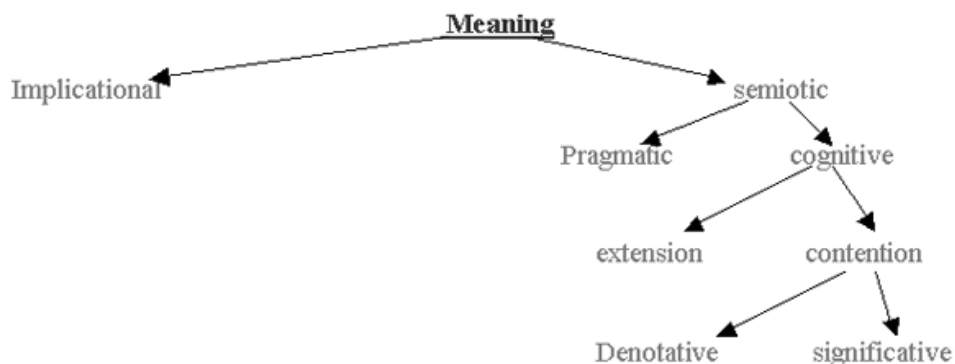 Meaning
Implicational semiotic
Pragmatic cognitive
extension contention
Denotative significative